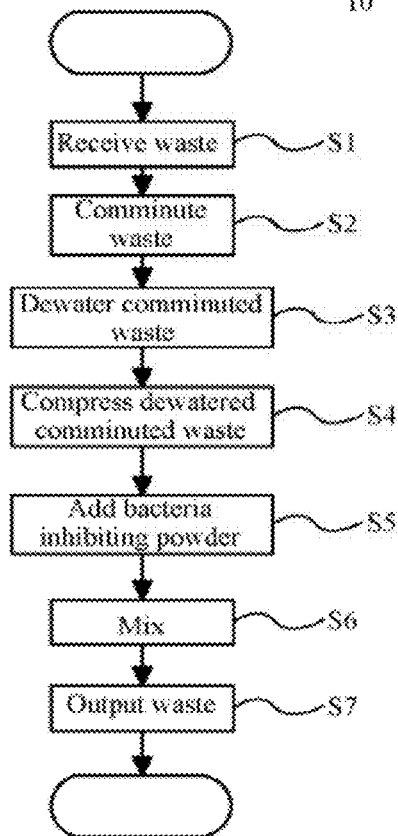 10
Receive waste
S1
Comminute
waste
S2
Dewater comminuted
waste
S3
Compress dewatered
comminuted waste
S4
Add bacteria
inhibiting powder
S5
Mix
S6
Output waste
S7